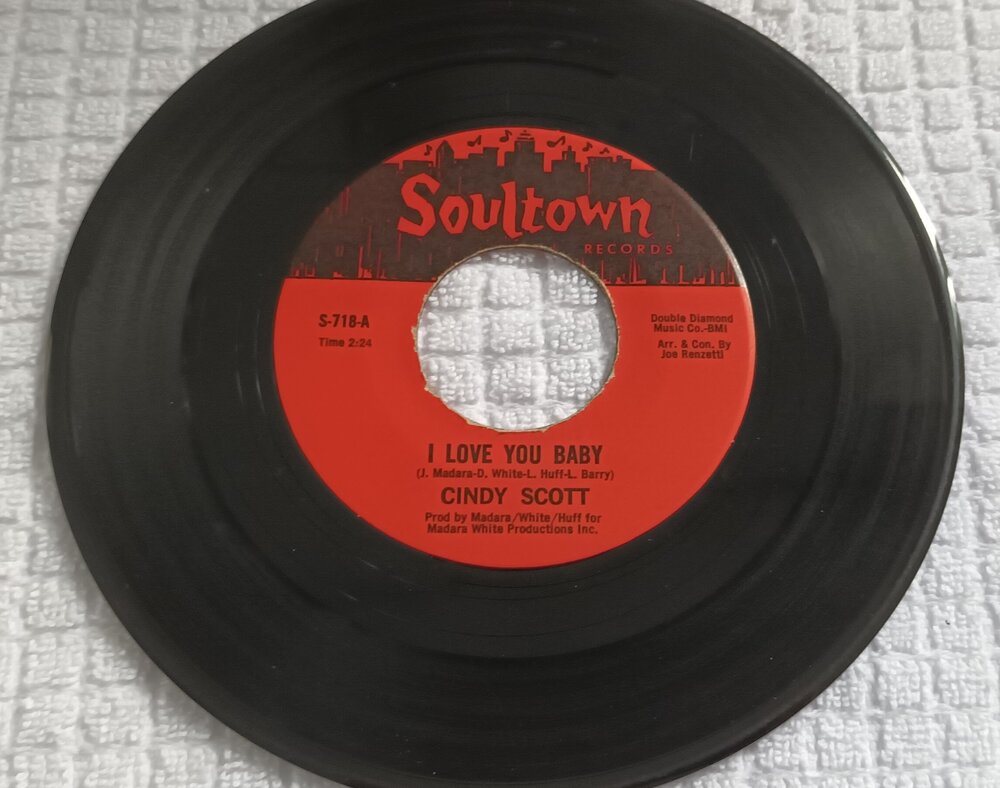 Soultown
RECORDS
S-718-A
Time 2:24
Double Diamond
Music Co.-BMI
Arr. & Con. By
Joe Renzetti
I LOVE YOU BABY
(J. Madara-D. White-L. Huff-L. Barry)
CINDY SCOTT
Prod by Madara/White/Huff for
Madara White Productions Inc.